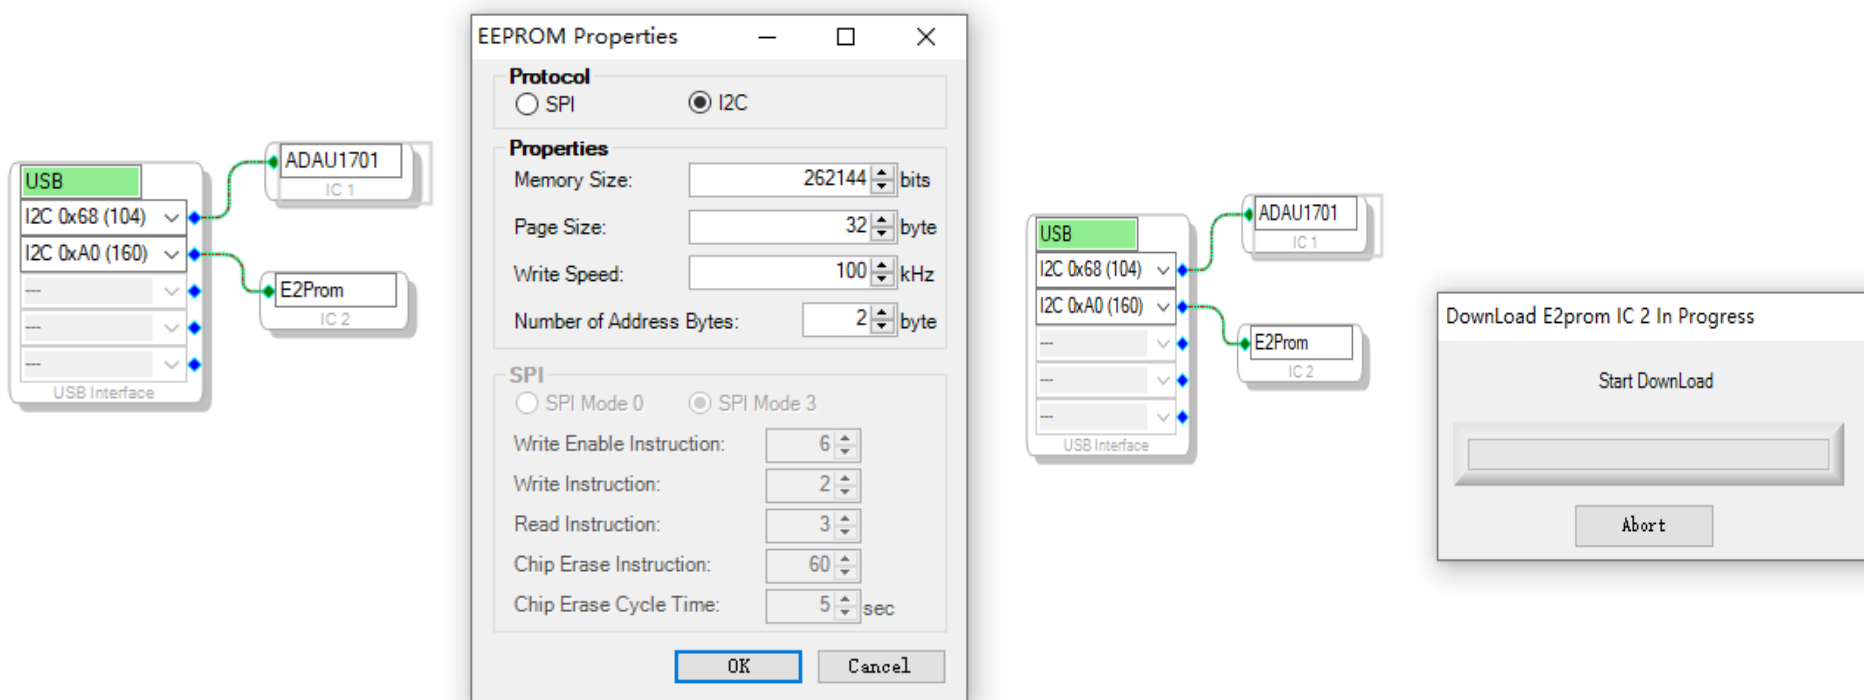 USB
I2C 0x68 (104)
I2C 0xA0 (160)
---
---
---
USB Interface
ADAU1701
IC 1
E2Prom
IC 2
EEPROM Properties
Protocol
SPI
I2C
Properties
Memory Size: 262144 bits
Page Size: 32 byte
Write Speed: 100 kHz
Number of Address Bytes: 2 byte
SPI
SPI Mode 0
SPI Mode 3
Write Enable Instruction: 6
Write Instruction: 2
Read Instruction: 3
Chip Erase Instruction: 60
Chip Erase Cycle Time: 5 sec
OK
Cancel
USB
I2C 0x68 (104)
I2C 0xA0 (160)
---
---
---
USB Interface
ADAU1701
IC 1
E2Prom
IC 2
DownLoad E2prom IC 2 In Progress
Start DownLoad
Abort